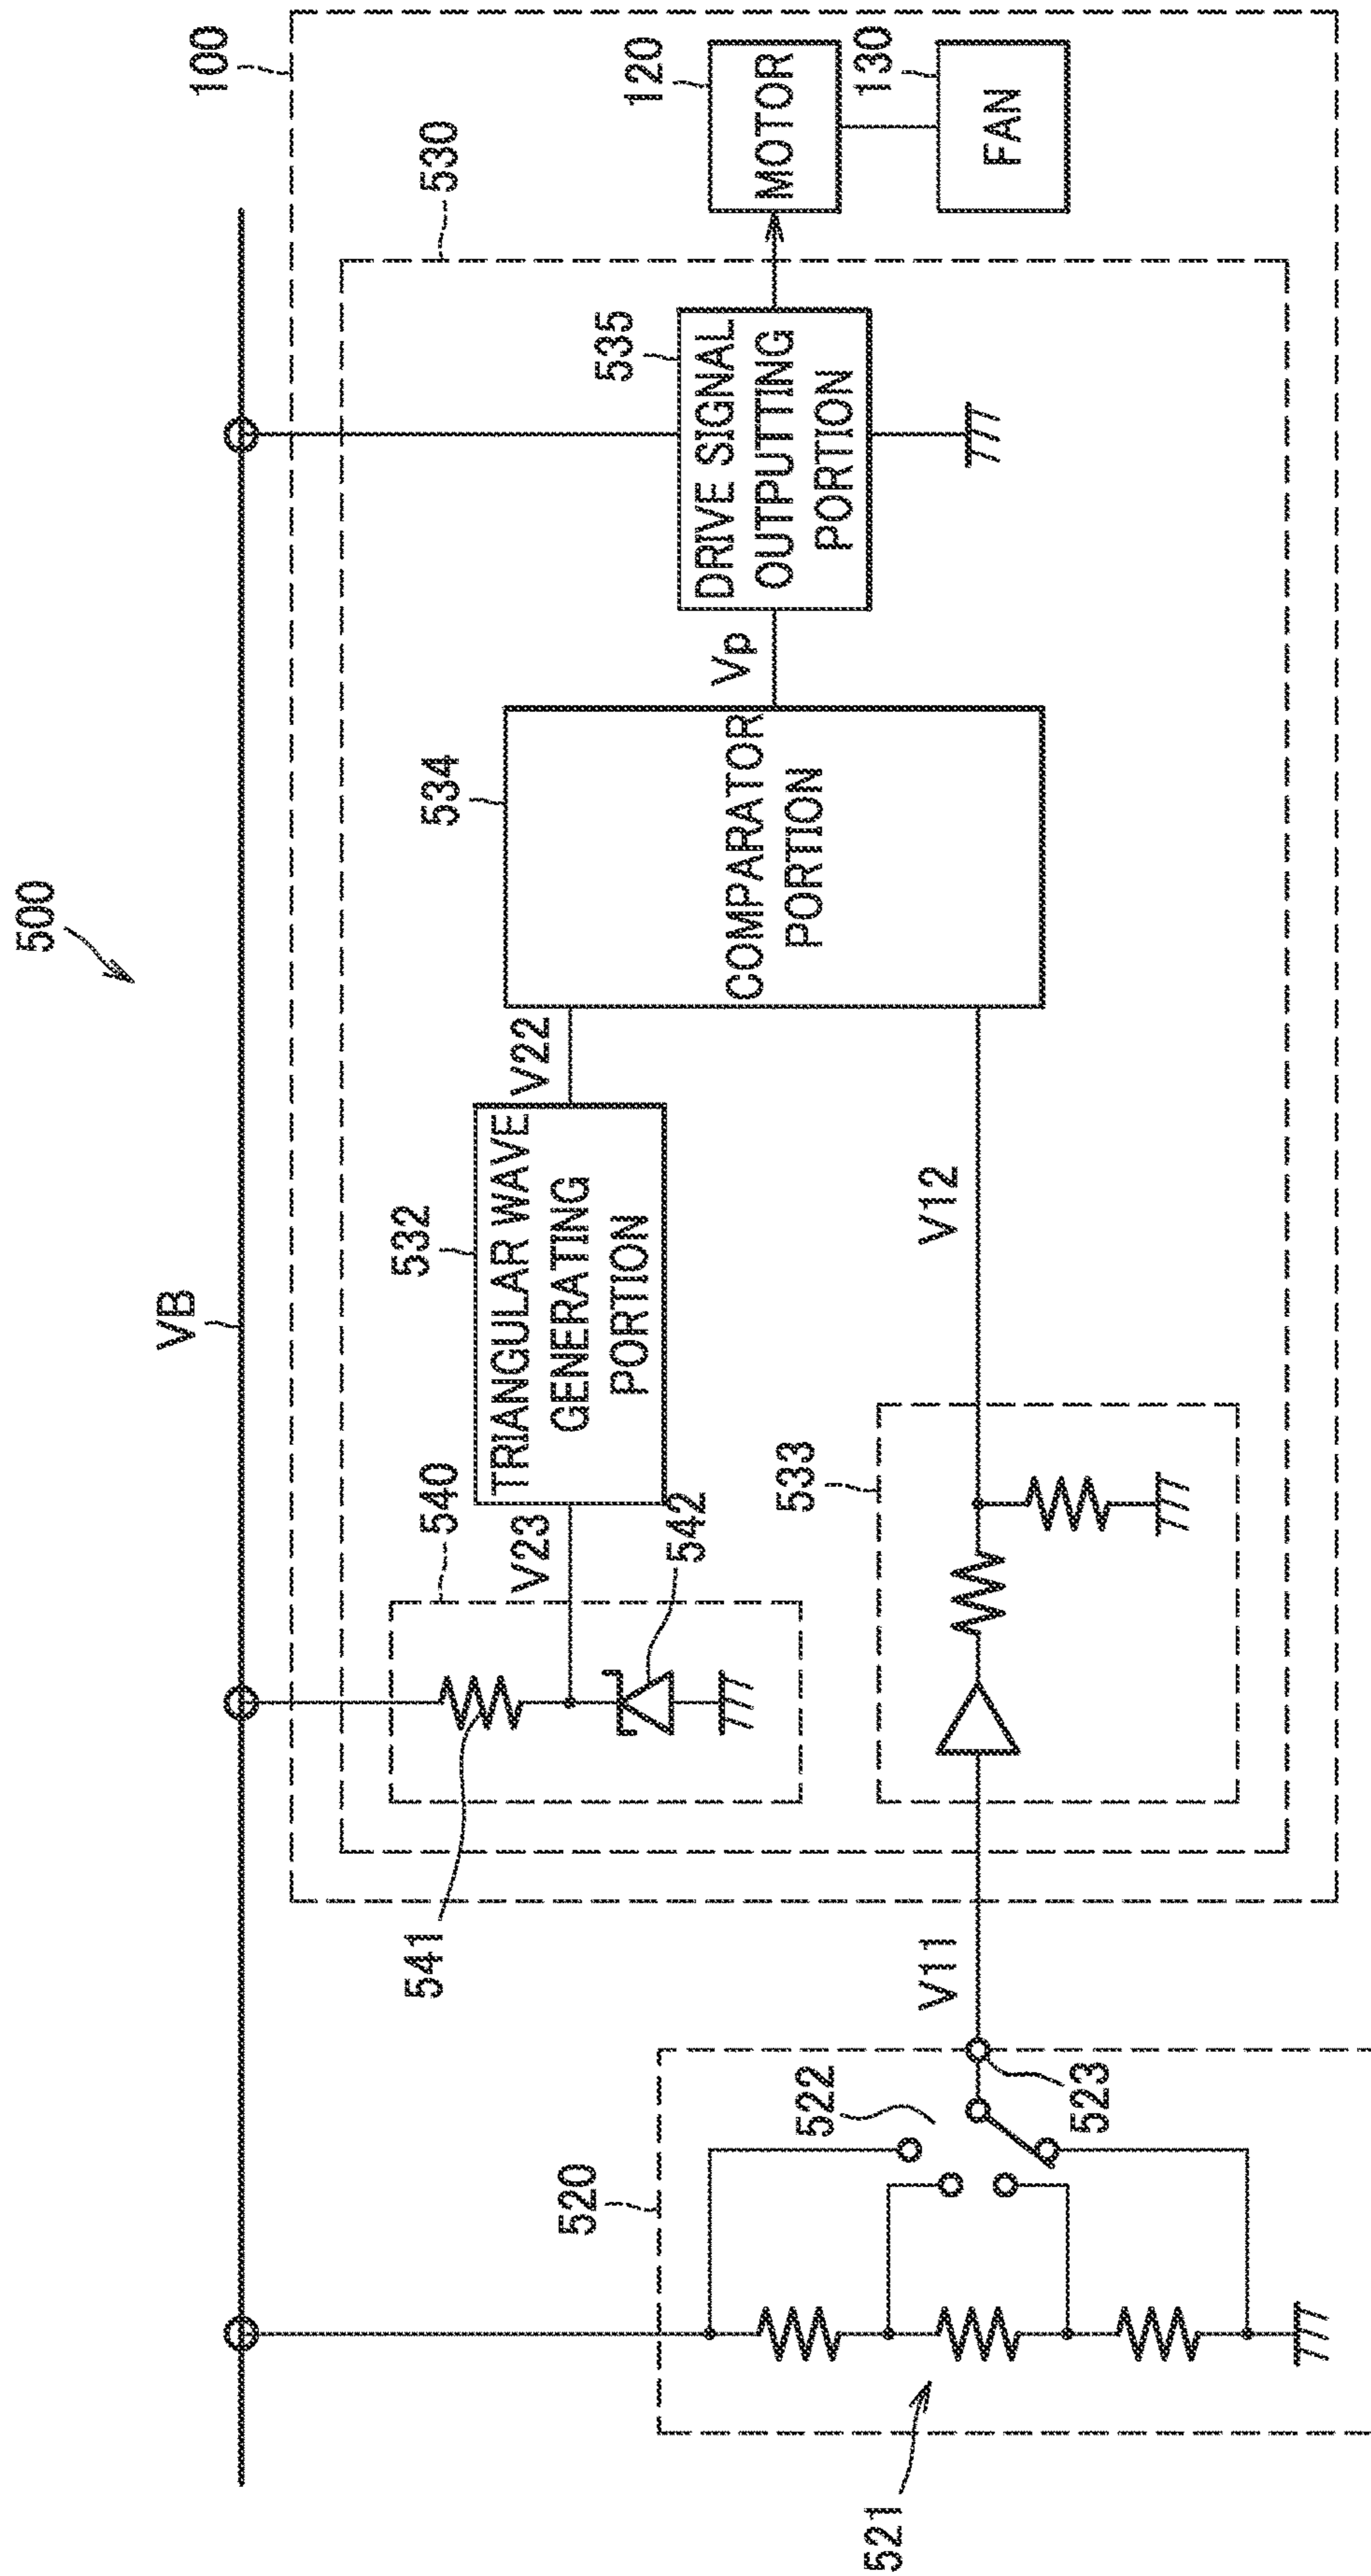 500
VB
100
530
540
532
534
535
120
MOTOR
130
FAN
541
542
V23
TRIANGULAR WAVE
GENERATING
PORTION
V22
COMPARATOR
PORTION
Vp
DRIVE SIGNAL
OUTPUTTING
PORTION
533
V12
V11
520
522
523
521